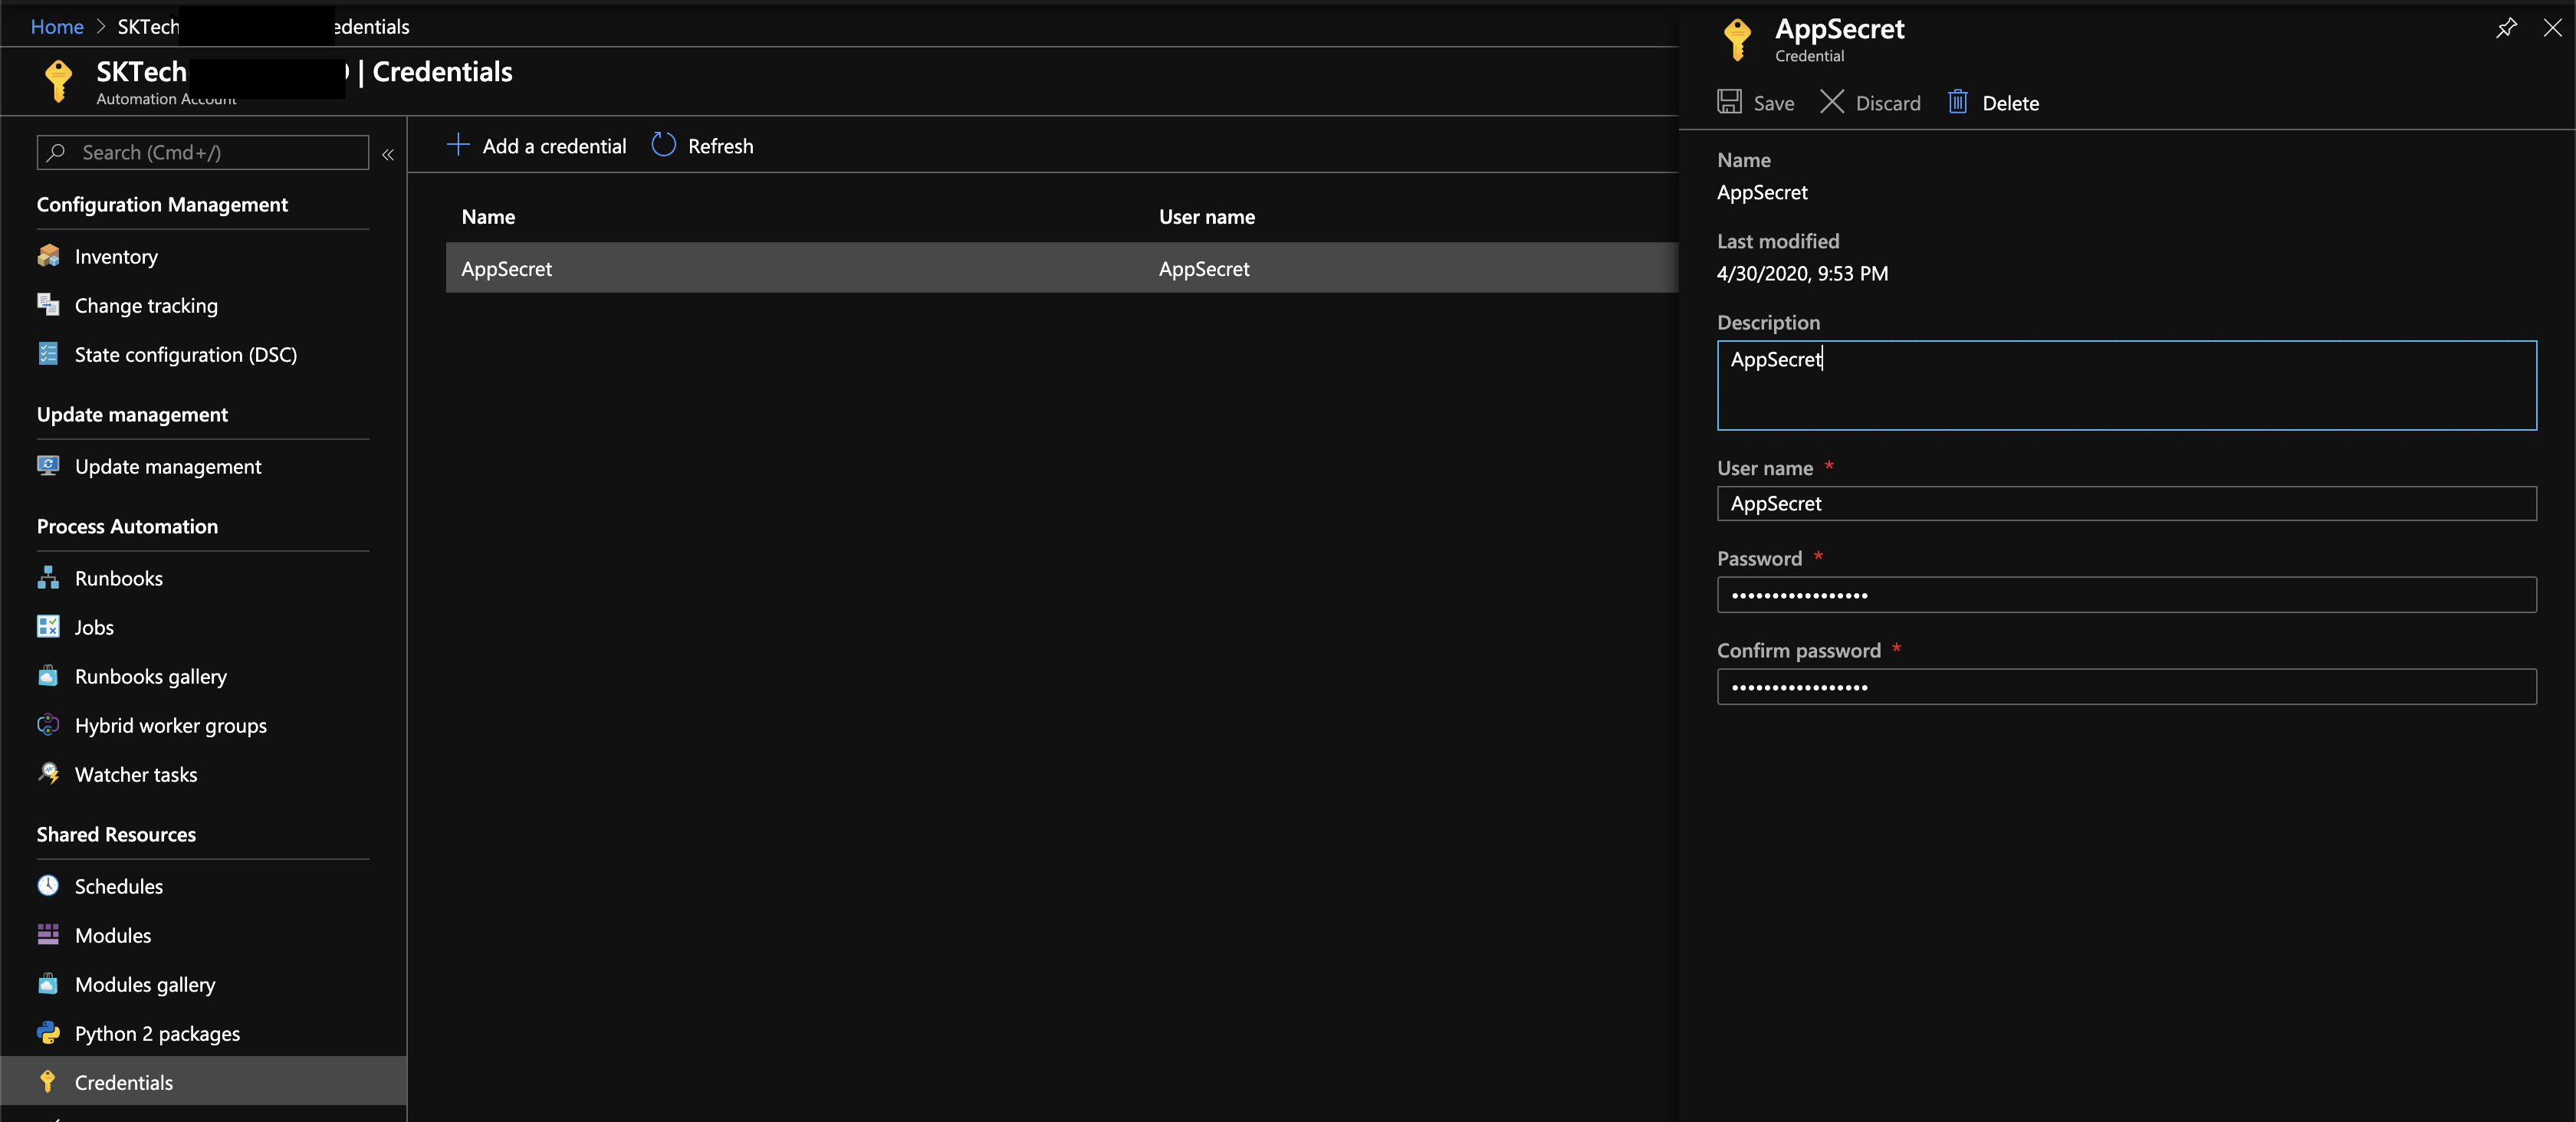 Home > SKTech edentials
SKTech | Credentials
Automation Account
Search (Cmd+/)
«
Configuration Management
Inventory
Change tracking
State configuration (DSC)
Update management
Update management
Process Automation
Runbooks
Jobs
Runbooks gallery
Hybrid worker groups
Watcher tasks
Shared Resources
Schedules
Modules
Modules gallery
Python 2 packages
Credentials
Add a credential Refresh
Name User name
AppSecret AppSecret
AppSecret
Credential
Save Discard Delete
Name
AppSecret
Last modified
4/30/2020, 9:53 PM
Description
AppSecret
User name *
AppSecret
Password *
•••••••••••••••••
Confirm password *
•••••••••••••••••